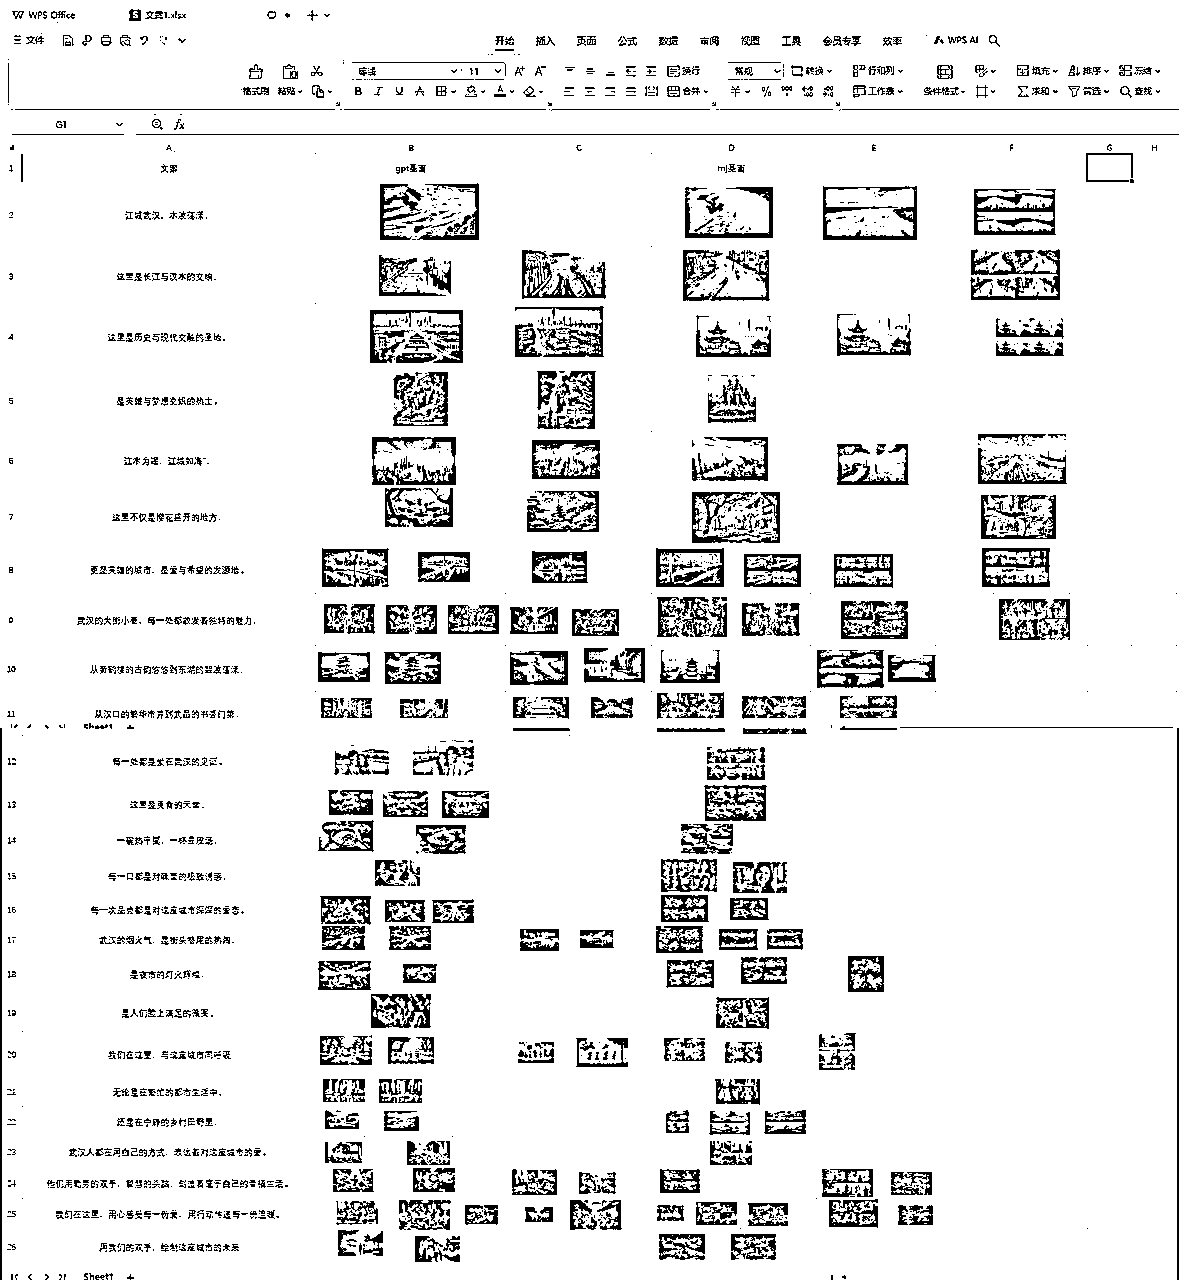 WPS Office 文案1.xlsx
文件 开始 插入 页面 公式 数据 审阅 视图 工具 会员专享 效率 WPS AI
格式刷 粘贴 11 B I U A 换行 合并 常规 转换 行和列 工作表 条件格式 填充 排序 冻结 求和 筛选 查找
G1 fx
A B C D E F G H
1 文案 gpt垫画 mj垫画
2 江城武汉，水波荡漾，
3 这里是长江与汉水的交响，
4 这里是历史与现代交融的圣地。
5 是英雄与梦想交织的热土。
6 江水为媒，江城如海，
7 这里不仅是樱花盛开的地方，
8 更是英雄的城市，是爱与希望的发源地。
9 武汉的大街小巷，每一处都散发着独特的魅力，
10 从黄鹤楼的古韵悠悠到东湖的碧波荡漾，
11 从汉口的繁华市井到武昌的书香门第，
Sheet1
12 每一处都是爱在武汉的见证。
13 这里是美食的天堂，
14 一碗热干面，一杯
15 每一口都是对味蕾的极致诱惑，
16 每一次品尝都是对这座城市深深的爱恋。
17 武汉的烟火气，是街头巷尾的热闹，
18 是夜市的灯火辉煌，
19 是人们脸上满足的微笑。
20 我们在这里，与这座城市同呼吸
21 无论是在繁忙的都市生活中，
22 还是在宁静的乡村田野里，
23 武汉人都在用自己的方式，表达着对这座城市的爱。
24 他们用勤劳的双手，智慧的头脑，创造着属于自己的幸福生活。
25 我们在这里，用心感受每一份爱，用行动传递每一份温暖。
26 用我们的双手，绘制这座城市的未来
Sheet1 +